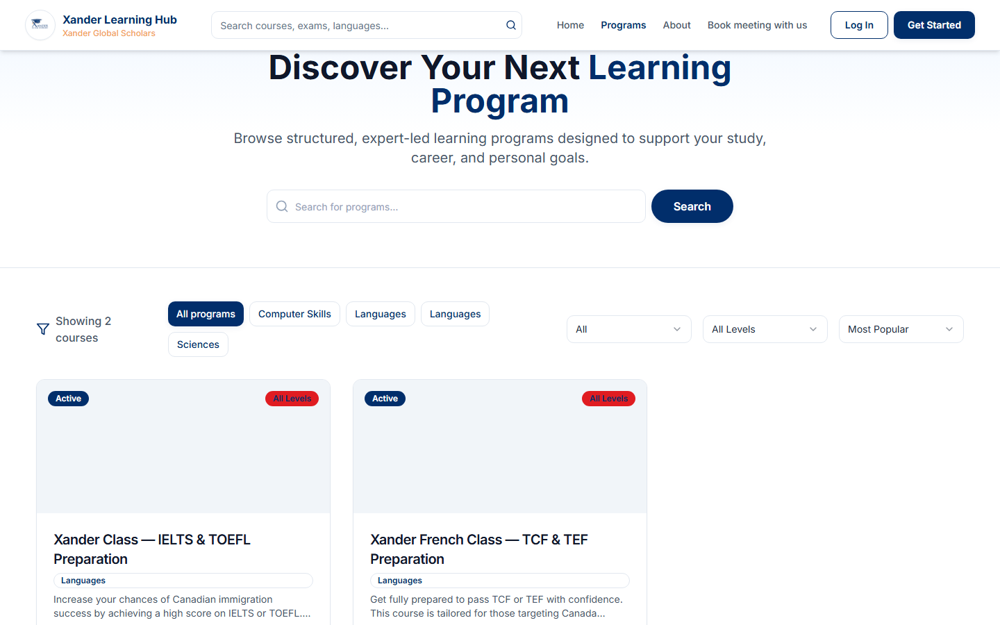 Xander Learning Hub
Xander Global Scholars
Search courses, exams, languages...
Home
Programs
About
Book meeting with us
Log In
Get Started
Discover Your Next Learning
Program
Browse structured, expert-led learning programs designed to support your study,
career, and personal goals.
Search for programs...
Search
Showing 2
courses
All programs
Computer Skills
Languages
Languages
Sciences
All
All Levels
Most Popular
Active
All Levels
Xander Class — IELTS & TOEFL
Preparation
Languages
Increase your chances of Canadian immigration
success by achieving a high score on IELTS or TOEFL....
Active
All Levels
Xander French Class — TCF & TEF
Preparation
Languages
Get fully prepared to pass TCF or TEF with confidence.
This course is tailored for those targeting Canada...